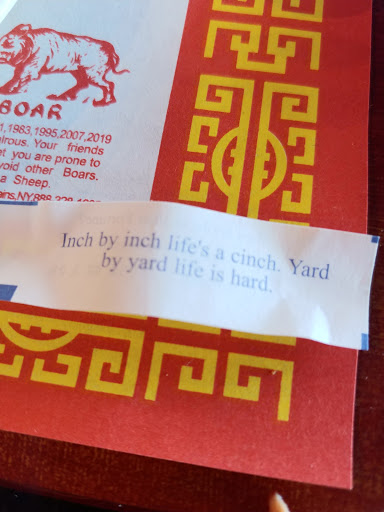 BOAR
1,1983,1995,2007,2019
Your friends
et you are prone to
void other Boars.
a Sheep.
Inch by inch life's a cinch. Yard
by yard life is hard.